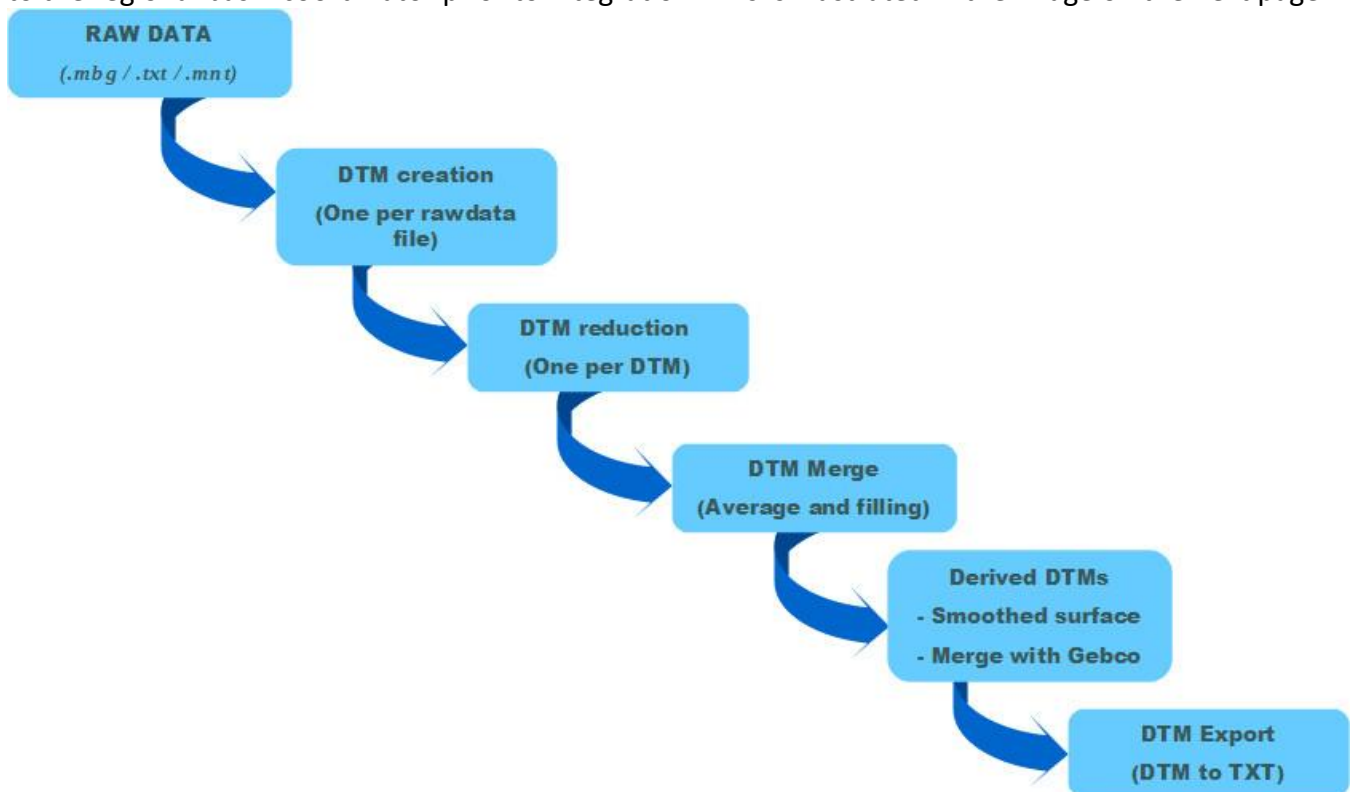 RAW DATA
(.mbg / .txt / .mnt)
DTM creation
(One per rawdata
file)
DTM reduction
(One per DTM)
DTM Merge
(Average and filling)
Derived DTMs
- Smoothed surface
- Merge with Gebco
DTM Export
(DTM to TXT)